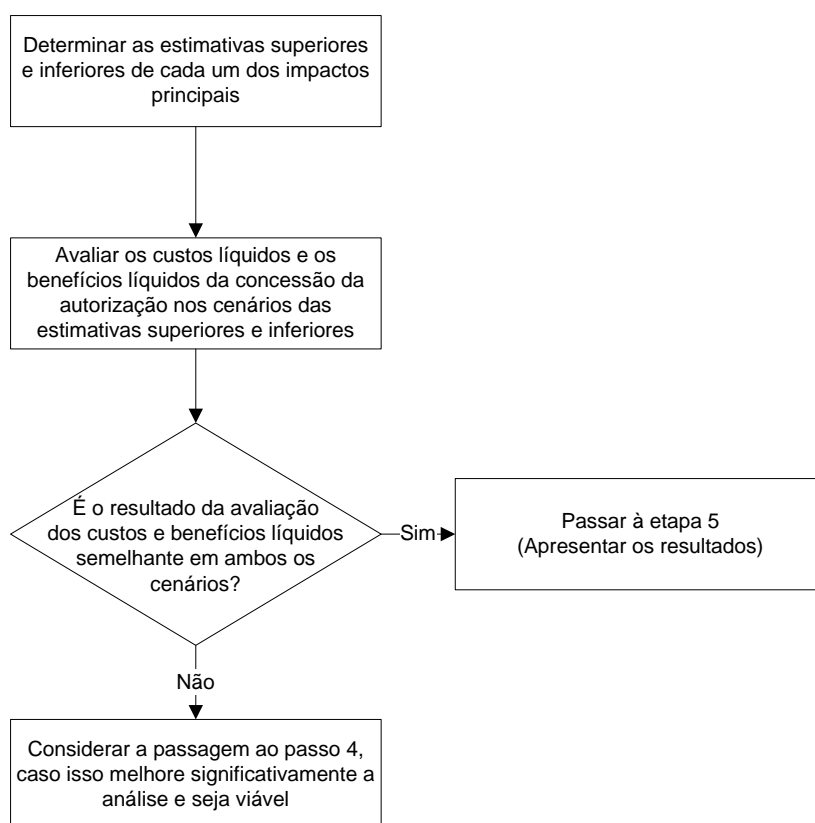 Determinar as estimativas superiores
e inferiores de cada um dos impactos
principais
Avaliar os custos líquidos e os
benefícios líquidos da concessão da
autorização nos cenários das
estimativas superiores e inferiores
É o resultado da avaliação
dos custos e benefícios líquidos
semelhante em ambos os
cenários?
Sim
Passar à etapa 5
(Apresentar os resultados)
Não
Considerar a passagem ao passo 4,
caso isso melhore significativamente a
análise e seja viável